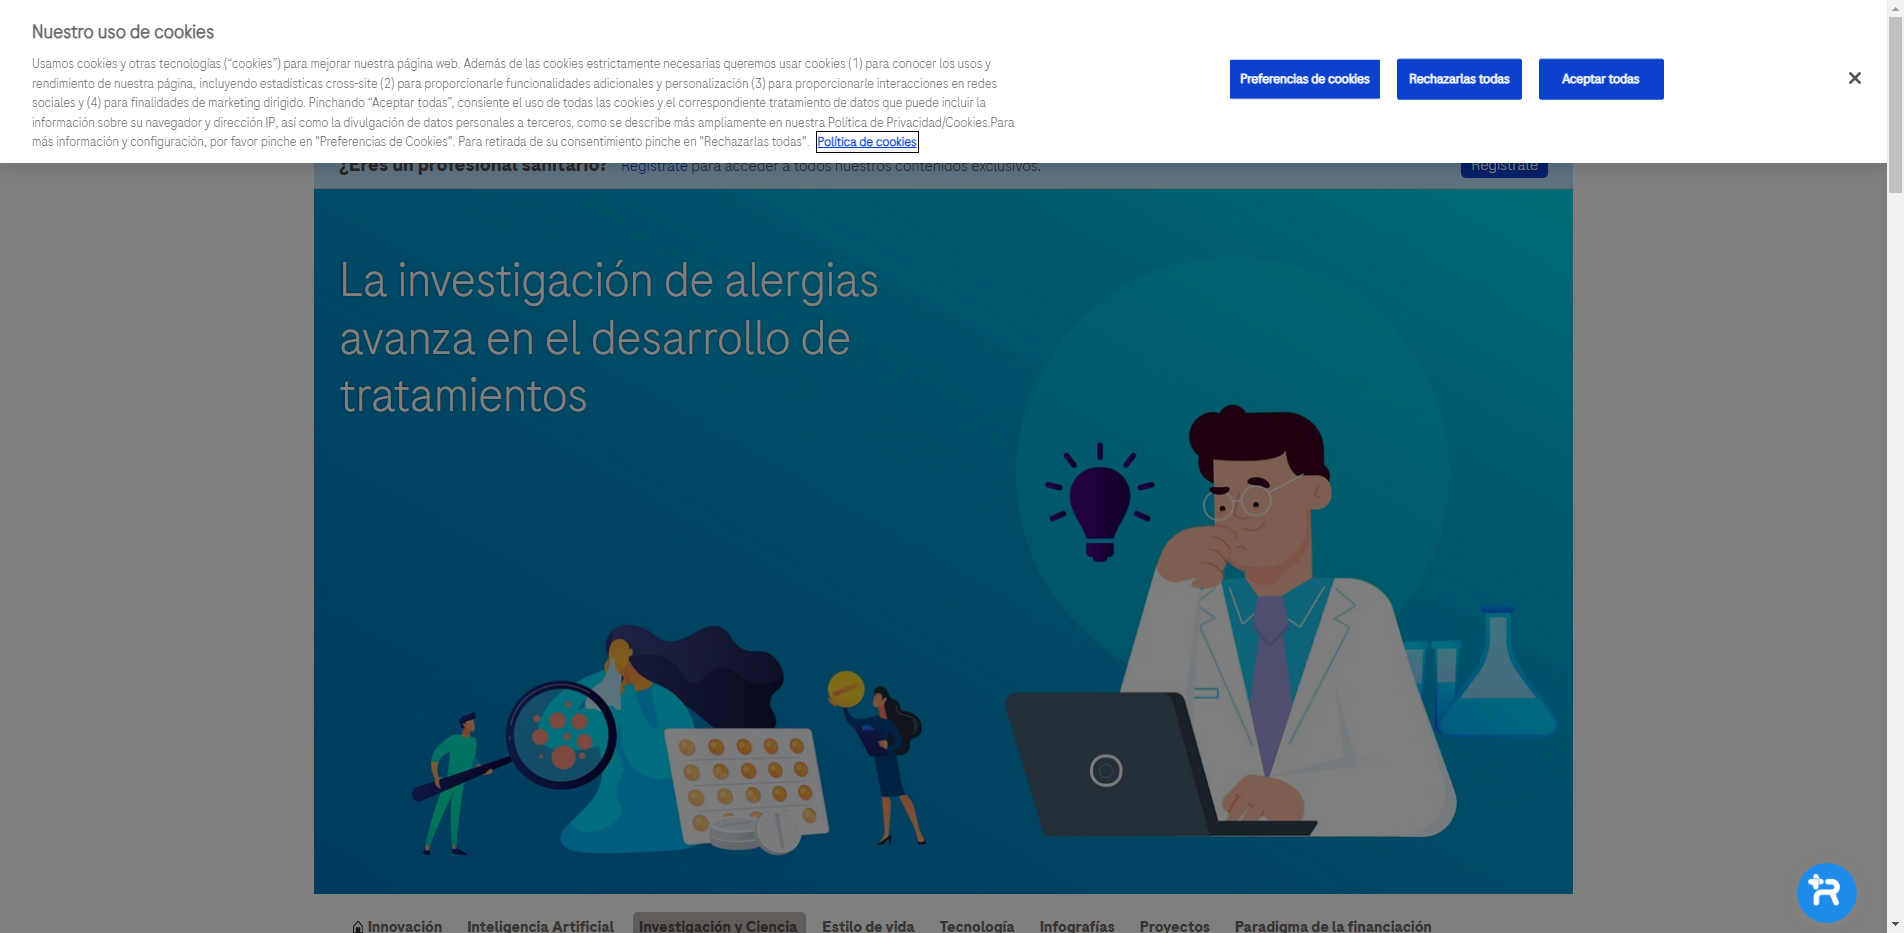 Nuestro uso de cookies
Usamos cookies y otras tecnologías (“cookies”) para mejorar nuestra página web. Además de las cookies estrictamente necesarias queremos usar cookies (1) para conocer los usos y
rendimiento de nuestra página, incluyendo estadísticas cross-site (2) para proporcionarle funcionalidades adicionales y personalización (3) para proporcionarle interacciones en redes
sociales y (4) para finalidades de marketing dirigido. Pinchando “Aceptar todas”, consiente el uso de todas las cookies y el correspondiente tratamiento de datos que puede incluir la
información sobre su navegador y dirección IP, así como la divulgación de datos personales a terceros, como se describe más ampliamente en nuestra Política de Privacidad/Cookies.Para
más información y configuración, por favor pinche en "Preferencias de Cookies". Para retirada de su consentimiento pinche en "Rechazarlas todas". Política de cookies
Preferencias de cookies Rechazarlas todas Aceptar todas
¿Eres un profesional sanitario? Regístrate para acceder a todos nuestros contenidos exclusivos. Regístrate
La investigación de alergias
avanza en el desarrollo de
tratamientos
Innovación Inteligencia Artificial Investigación y Ciencia Estilo de vida Tecnología Infografías Proyectos Paradigma de la financiación